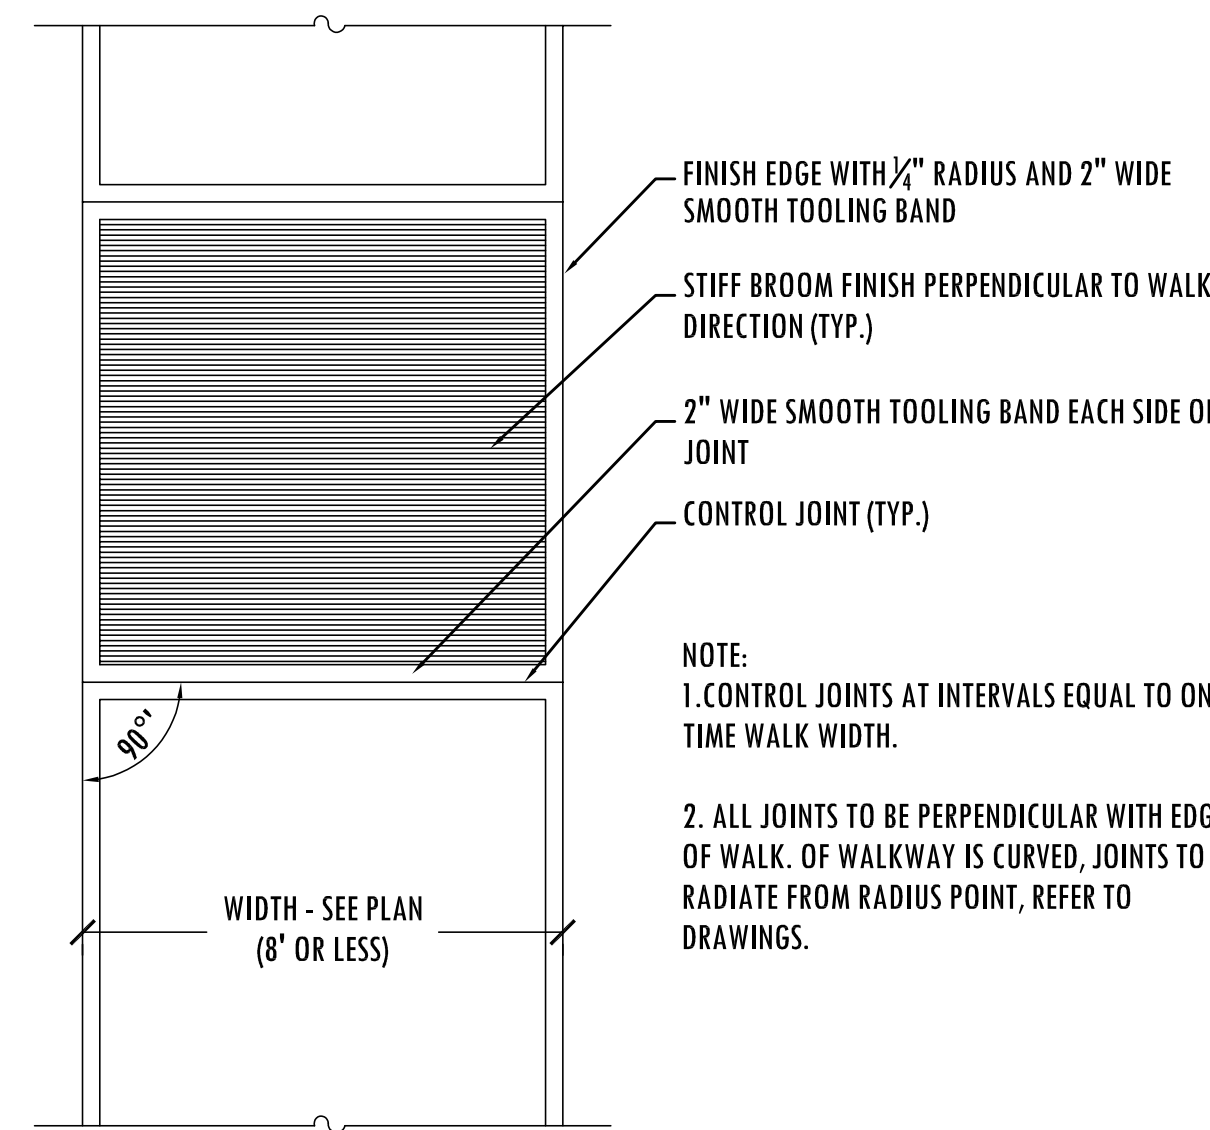 FINISH EDGE WITH 1/4" RADIUS AND 2" WIDE
SMOOTH TOOLING BAND
STIFF BROOM FINISH PERPENDICULAR TO WALK
DIRECTION (TYP.)
2" WIDE SMOOTH TOOLING BAND EACH SIDE
JOINT
CONTROL JOINT (TYP.)
NOTE:
1.CONTROL JOINTS AT INTERVALS EQUAL TO
TIME WALK WIDTH.
2. ALL JOINTS TO BE PERPENDICULAR WITH
OF WALK. OF WALKWAY IS CURVED, JOINTS TO
RADIATE FROM RADIUS POINT, REFER TO
DRAWINGS.
90°'
WIDTH - SEE PLAN
(8' OR LESS)